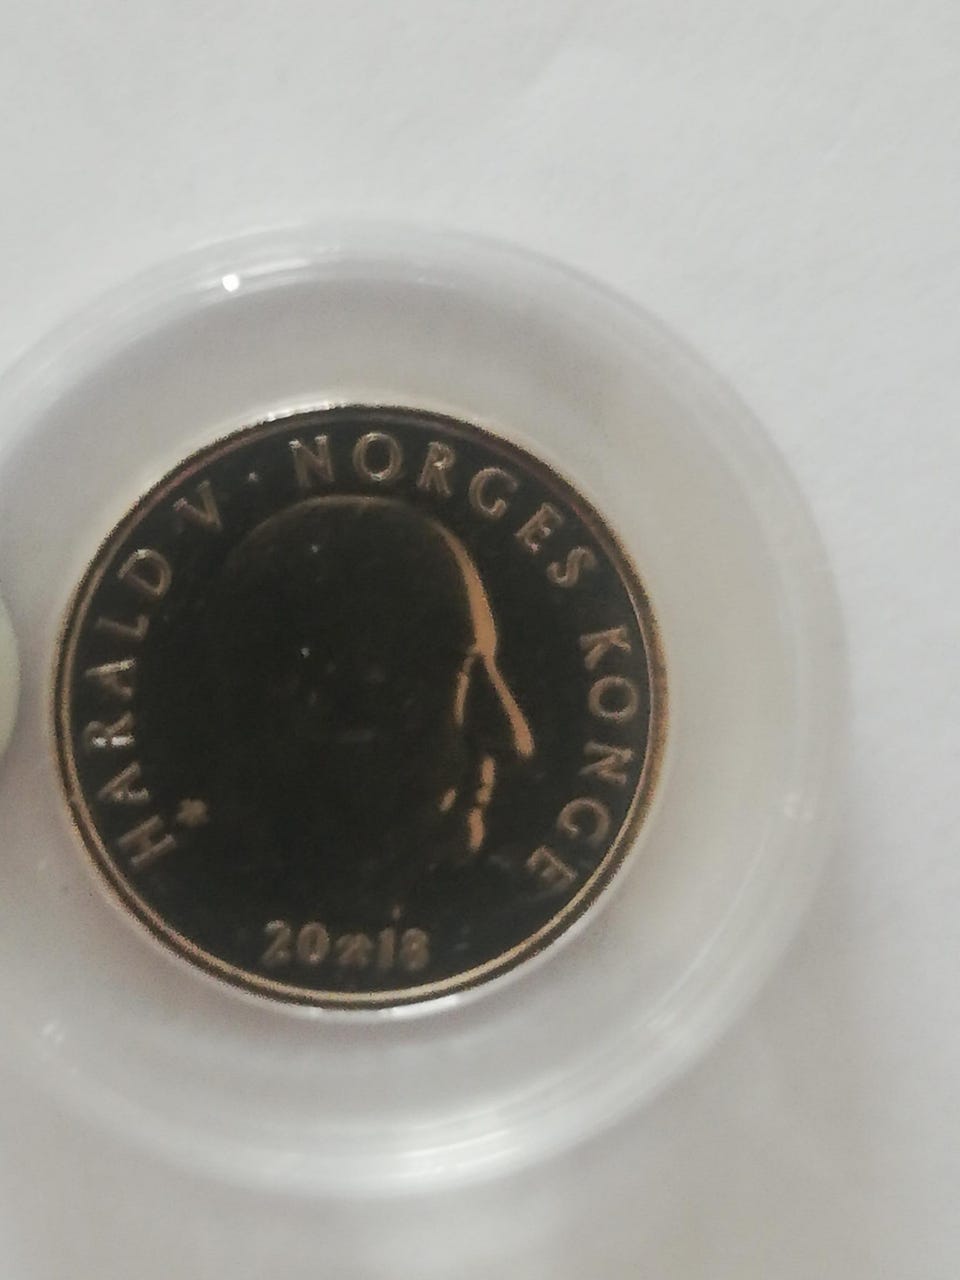 HARALD V · NORGES KONGE
2018